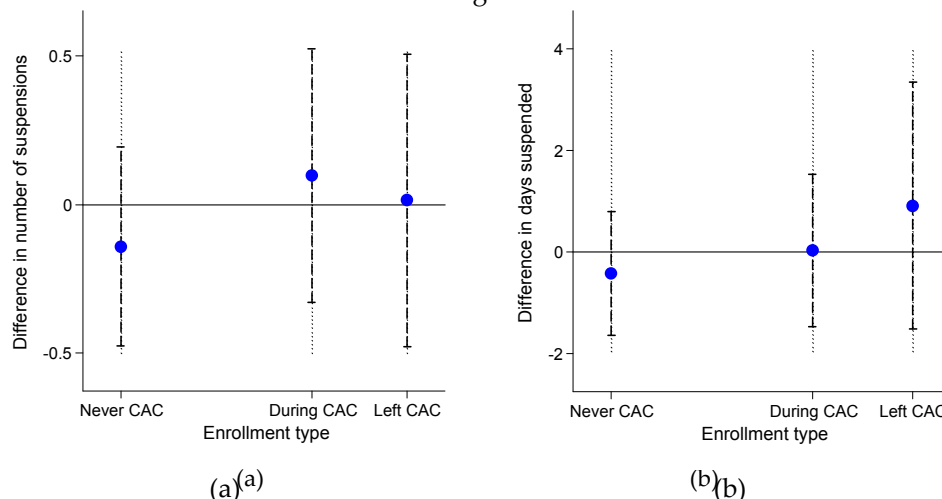 Difference in number of suspensions
0.5
0
-0.5
Never CAC During CAC Left CAC
Enrollment type
(a)(a)
Difference in days suspended
4
2
0
-2
Never CAC During CAC Left CAC
Enrollment type
(b)(b)